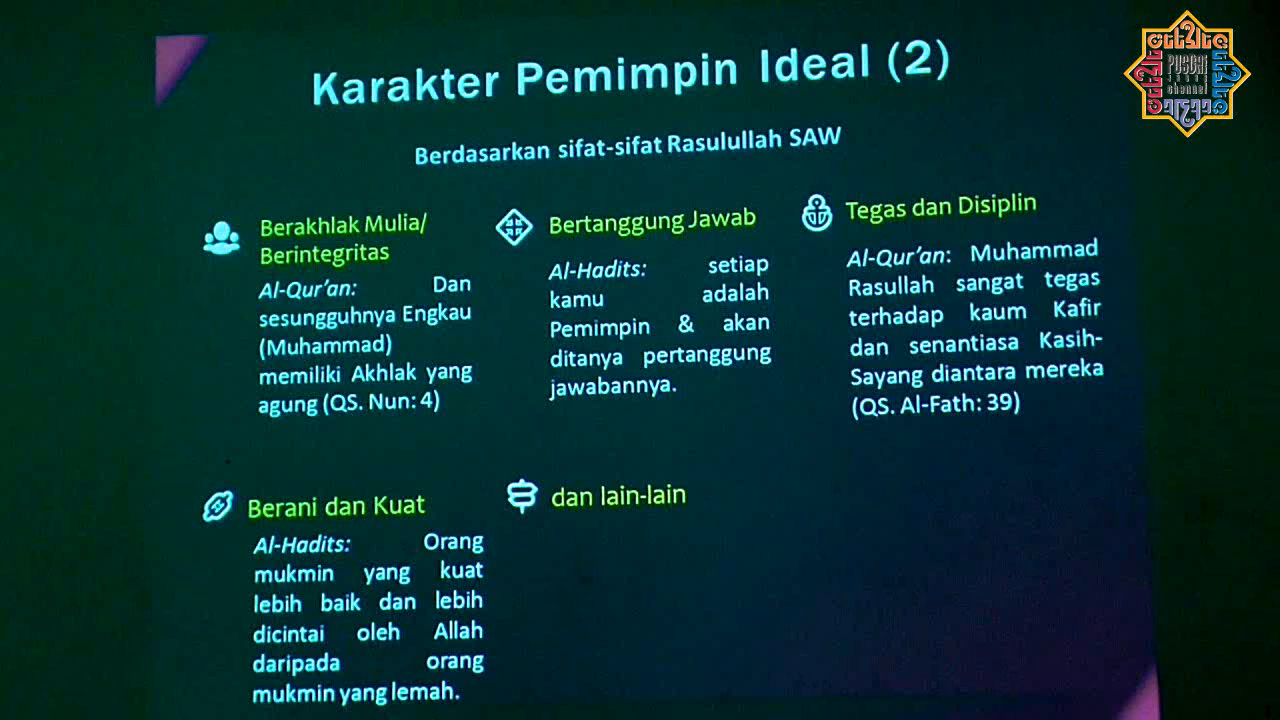 Karakter Pemimpin Ideal (2)
Berdasarkan sifat-sifat Rasulullah SAW
Berakhlak Mulia/
Berintegritas
Al-Qur'an: Dan
sesungguhnya Engkau
(Muhammad)
memiliki Akhlak yang
agung (QS. Nun: 4)
Bertanggung Jawab
Al-Hadits: setiap
kamu adalah
Pemimpin & akan
ditanya pertanggung
jawabannya.
Tegas dan Disiplin
Al-Qur'an: Muhammad
Rasullah sangat tegas
terhadap kaum Kafir
dan senantiasa Kasih-
Sayang diantara mereka
(QS. Al-Fath: 39)
Berani dan Kuat
Al-Hadits: Orang
mukmin yang kuat
lebih baik dan lebih
dicintai oleh Allah
daripada orang
mukmin yang lemah.
dan lain-lain
channel